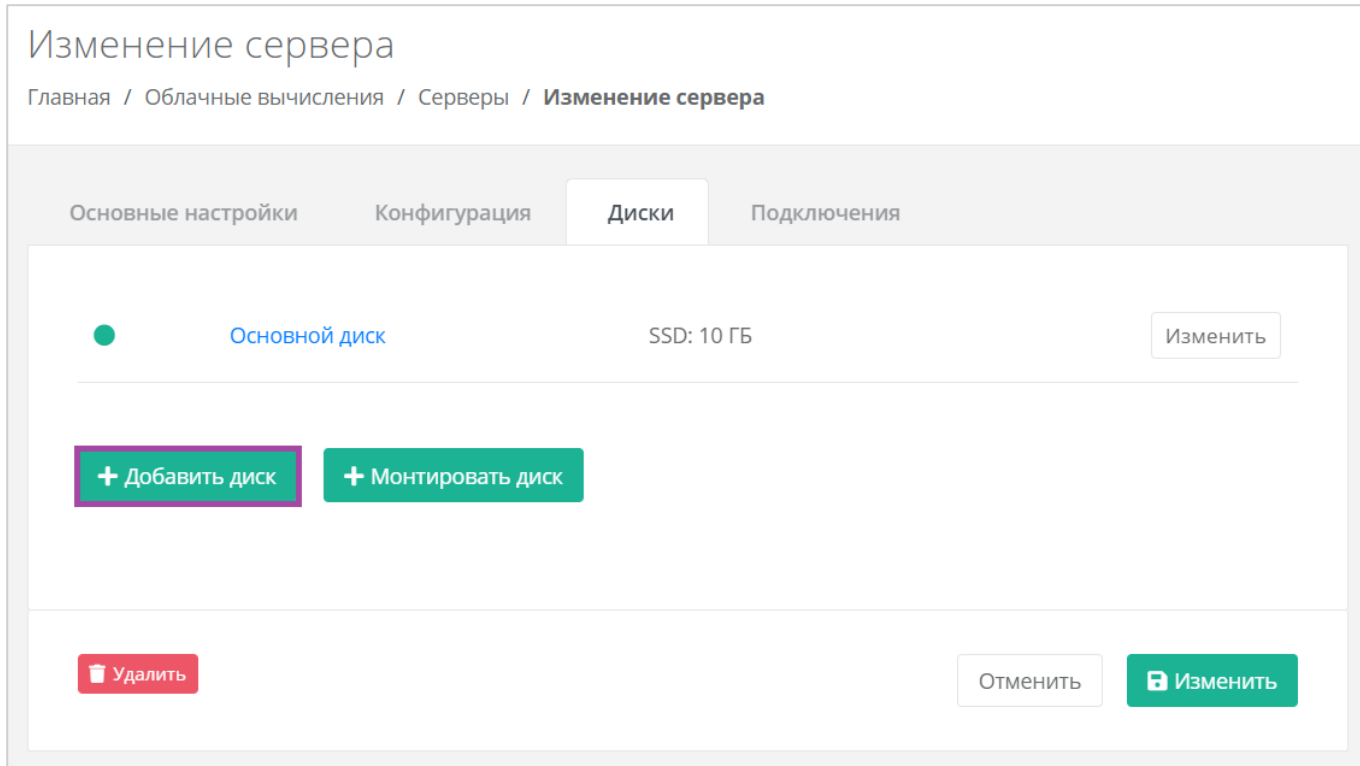 Изменение сервера
Главная / Облачные вычисления / Серверы / Изменение сервера
Основные настройки Конфигурация Диски Подключения
Основной диск SSD: 10 ГБ Изменить
+ Добавить диск + Монтировать диск
Удалить Отменить Изменить